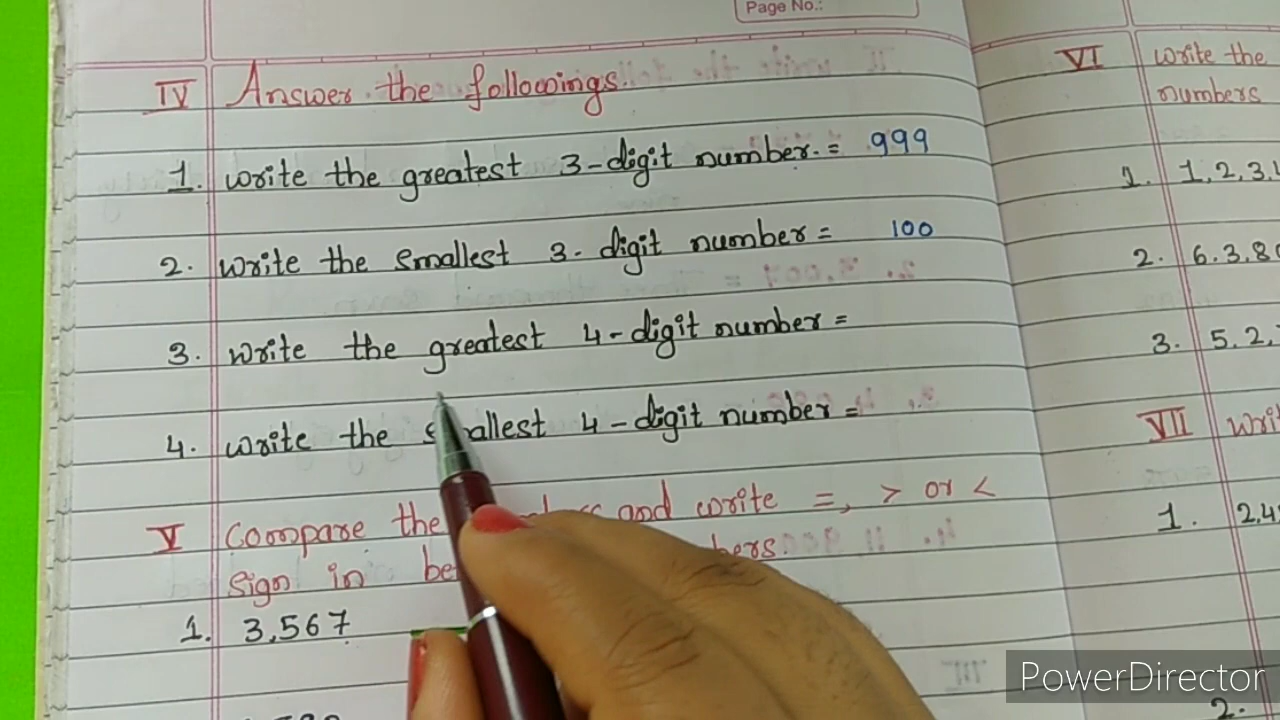 Page No.:
IV Answer the followings.
1. write the greatest 3-digit number. = 999
2. write the smallest 3-digit number = 100
3. write the greatest 4-digit number =
4. write the smallest 4-digit number =
V Compare the and write =, > or <
sign in
1. 3,567
VI write the
numbers
1. 1,2,3,
2. 6,3,8
3. 5,2,
VII
1. 2,4
2.
PowerDirector